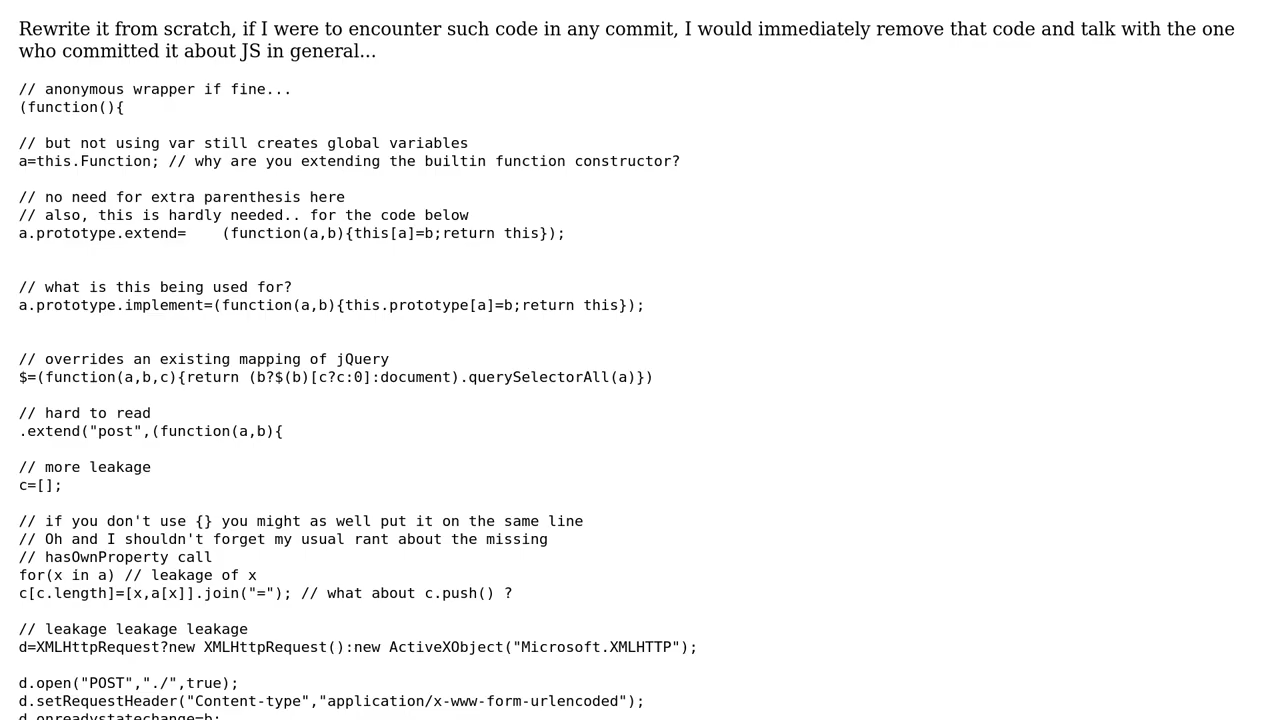 Rewrite it from scratch, if I were to encounter such code in any commit, I would immediately remove that code and talk with the one
who committed it about JS in general...
// anonymous wrapper if fine...
(function(){
// but not using var still creates global variables
a=this.Function; // why are you extending the builtin function constructor?
// no need for extra parenthesis here
// also, this is hardly needed.. for the code below
a.prototype.extend=    (function(a,b){this[a]=b;return this});
// what is this being used for?
a.prototype.implement=(function(a,b){this.prototype[a]=b;return this});
// overrides an existing mapping of jQuery
$=(function(a,b,c){return (b?$(b)[c?c:0]:document).querySelectorAll(a)})
// hard to read
.extend("post",(function(a,b){
// more leakage
c=[];
// if you don't use {} you might as well put it on the same line
// Oh and I shouldn't forget my usual rant about the missing
// hasOwnProperty call
for(x in a) // leakage of x
c[c.length]=[x,a[x]].join("="); // what about c.push() ?
// leakage leakage leakage
d=XMLHttpRequest?new XMLHttpRequest():new ActiveXObject("Microsoft.XMLHTTP");
d.open("POST","./",true);
d.setRequestHeader("Content-type","application/x-www-form-urlencoded");
d.onreadystatechange=b;